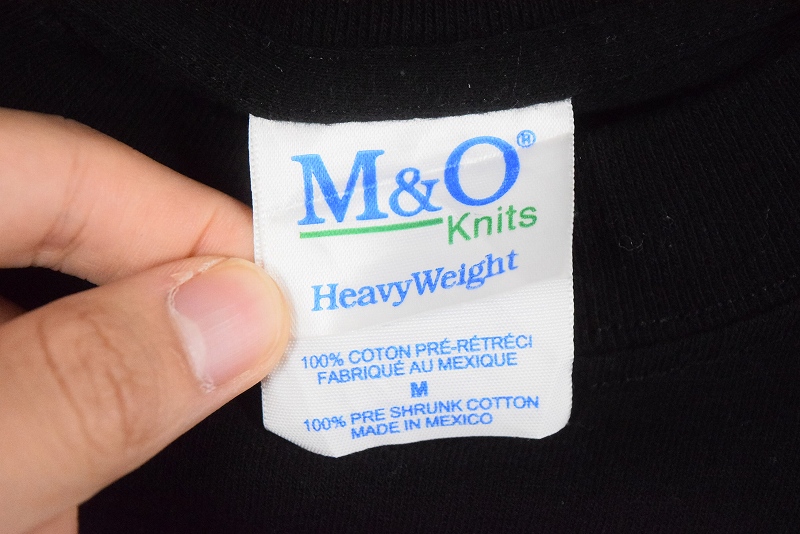 M&O®
Knits
HeavyWeight
100% COTON PRÉ-RÉTRÉCI
FABRIQUÉ AU MEXIQUE
M
100% PRE SHRUNK COTTON
MADE IN MEXICO